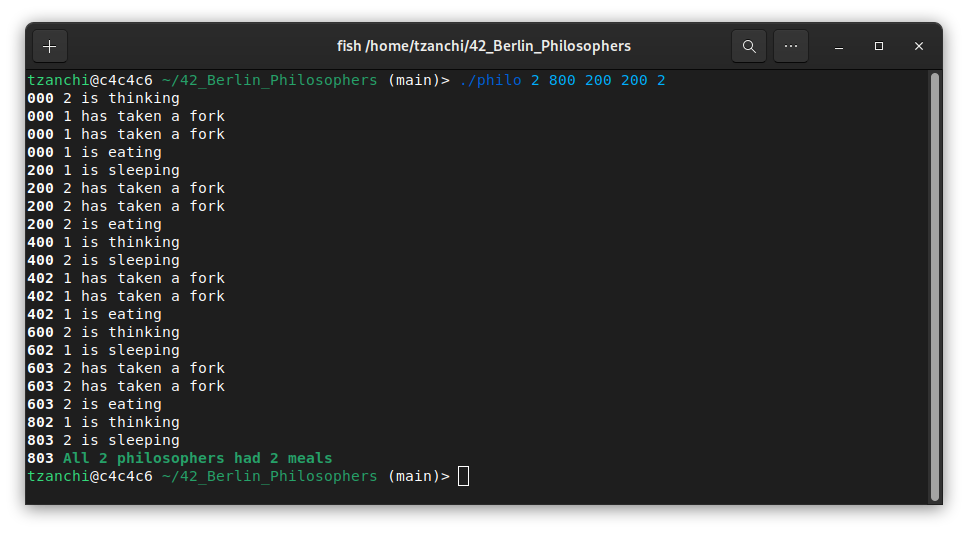 fish /home/tzanchi/42_Berlin_Philosophers
tzanchi@c4c4c6 ~/42_Berlin_Philosophers (main)> ./philo 2 800 200 200 2
000 2 is thinking
000 1 has taken a fork
000 1 has taken a fork
000 1 is eating
200 1 is sleeping
200 2 has taken a fork
200 2 has taken a fork
200 2 is eating
400 1 is thinking
400 2 is sleeping
402 1 has taken a fork
402 1 has taken a fork
402 1 is eating
600 2 is thinking
602 1 is sleeping
603 2 has taken a fork
603 2 has taken a fork
603 2 is eating
802 1 is thinking
803 2 is sleeping
803 All 2 philosophers had 2 meals
tzanchi@c4c4c6 ~/42_Berlin_Philosophers (main)>